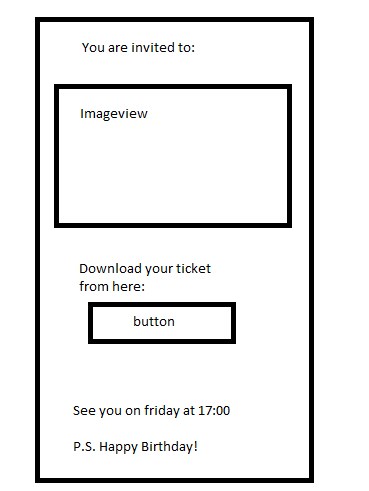 You are invited to:
Imageview
Download your ticket
from here:
button
See you on friday at 17:00
P.S. Happy Birthday!